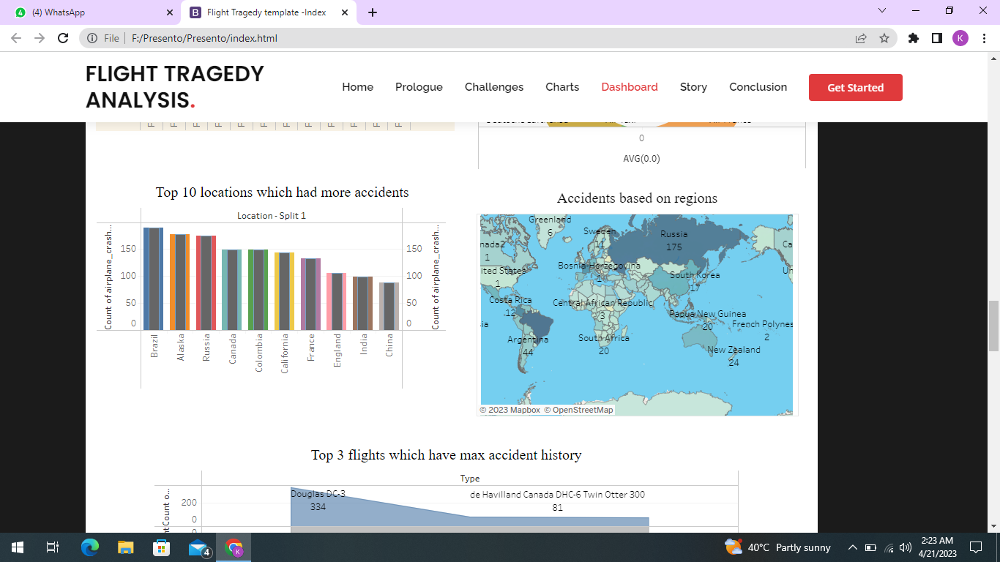 (4) WhatsApp
Flight Tragedy template -Index
File
F:/Presento/Presento/index.html
K
FLIGHT TRAGEDY
ANALYSIS.
Home
Prologue
Challenges
Charts
Dashboard
Story
Conclusion
Get Started
0
AVG(0.0)
Top 10 locations which had more accidents
Location - Split 1
Count of airplane_crash...
150
100
50
0
Brazil
Alaska
Russia
Canada
Colombia
California
France
England
India
China
150
100
50
0
Count of airplane_crash...
Accidents based on regions
Greenland
6
Sweden
11
Russia
175
nada2
1
Ca
Bosnia-Herzegovina
1
ited States
1
South Korea
17
Un
Costa Rica
12
Central African Republic
3
Papua New Guinea
20
ia
French Polynes
2
Argentina
44
South Africa
20
New Zealand
24
© 2023 Mapbox © OpenStreetMap
Top 3 flights which have max accident history
Type
Count o...
200
0
Douglas DC-3
334
de Havilland Canada DHC-6 Twin Otter 300
81
4
K
40°C Partly sunny
2:23 AM
4/21/2023